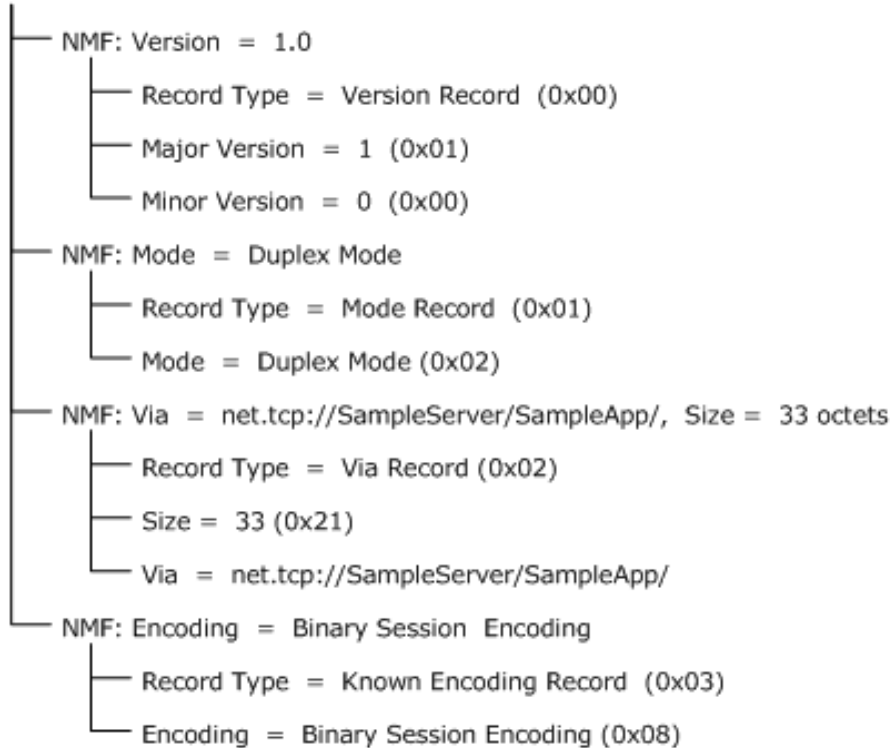 NMF: Version = 1.0
Record Type = Version Record (0x00)
Major Version = 1 (0x01)
Minor Version = 0 (0x00)
NMF: Mode = Duplex Mode
Record Type = Mode Record (0x01)
Mode = Duplex Mode (0x02)
NMF: Via = net.tcp://SampleServer/SampleApp/, Size = 33 octets
Record Type = Via Record (0x02)
Size = 33 (0x21)
Via = net.tcp://SampleServer/SampleApp/
NMF: Encoding = Binary Session Encoding
Record Type = Known Encoding Record (0x03)
Encoding = Binary Session Encoding (0x08)